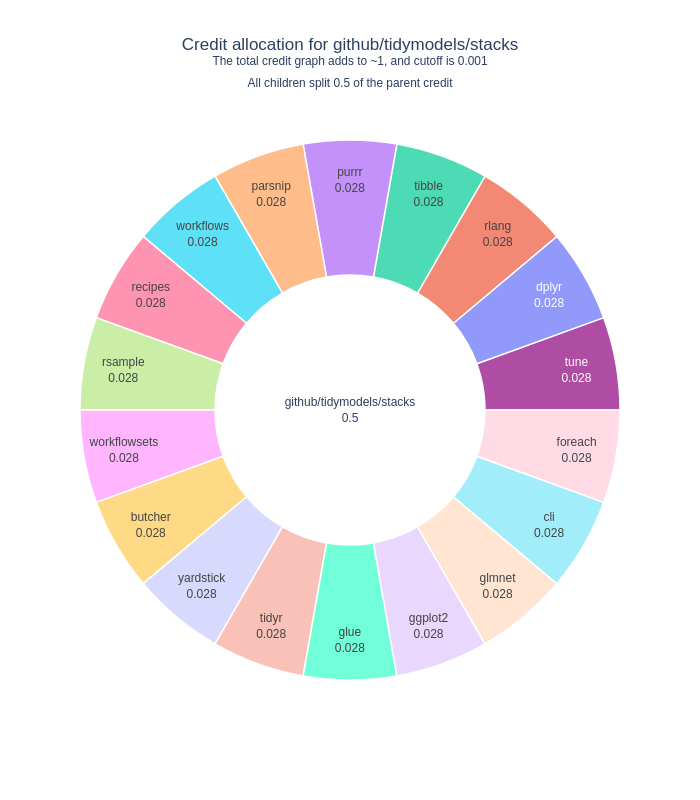 Credit allocation for github/tidymodels/stacks
The total credit graph adds to ~1, and cutoff is 0.001
All children split 0.5 of the parent credit
purrr
0.028
tibble
0.028
rlang
0.028
dplyr
0.028
tune
0.028
foreach
0.028
cli
0.028
glmnet
0.028
ggplot2
0.028
glue
0.028
tidyr
0.028
yardstick
0.028
butcher
0.028
workflowsets
0.028
rsample
0.028
recipes
0.028
workflows
0.028
parsnip
0.028
github/tidymodels/stacks
0.5